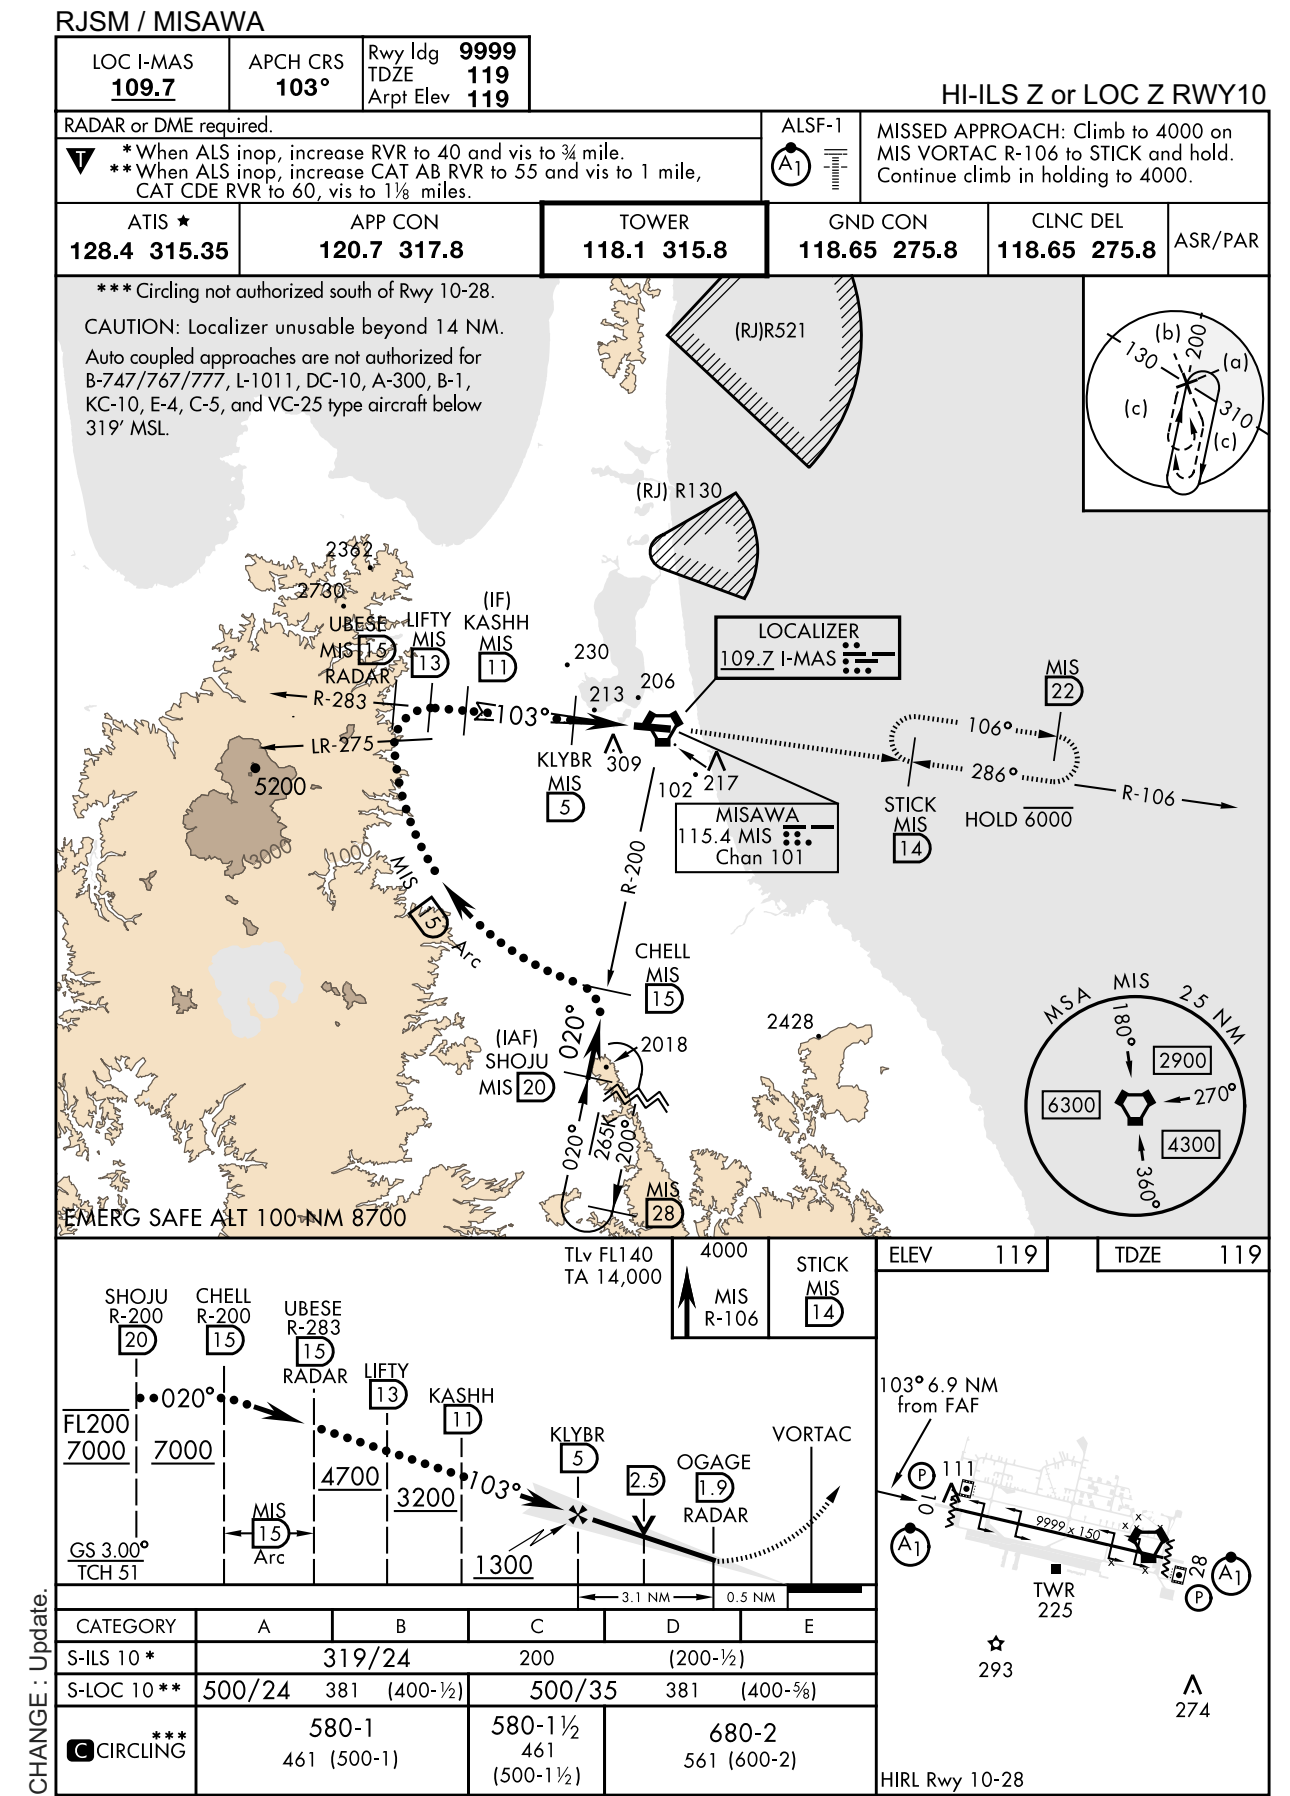 RJSM / MISAWA
LOC I-MAS
109.7
APCH CRS
103°
Rwy ldg 9999
TDZE 119
Arpt Elev 119
HI-ILS Z or LOC Z RWY10
RADAR or DME required.
T
* When ALS inop, increase RVR to 40 and vis to ¾ mile.
** When ALS inop, increase CAT AB RVR to 55 and vis to 1 mile,
CAT CDE RVR to 60, vis to 1⅛ miles.
ALSF-1
A1
MISSED APPROACH: Climb to 4000 on
MIS VORTAC R-106 to STICK and hold.
Continue climb in holding to 4000.
ATIS ★
128.4 315.35
APP CON
120.7 317.8
TOWER
118.1 315.8
GND CON
118.65 275.8
CLNC DEL
118.65 275.8
ASR/PAR
*** Circling not authorized south of Rwy 10-28.
CAUTION: Localizer unusable beyond 14 NM.
Auto coupled approaches are not authorized for
B-747/767/777, L-1011, DC-10, A-300, B-1,
KC-10, E-4, C-5, and VC-25 type aircraft below
319' MSL.
(RJ)R521
(RJ) R130
130
(b)
200
(a)
(c)
310
(c)
2362
2730
UBESE
MIS 15
RADAR
LIFTY
MIS
13
(IF)
KASHH
MIS
11
230
213
206
LOCALIZER
109.7 I-MAS
MIS
22
R-283
103°
LR-275
5200
3000
1000
KLYBR
MIS
5
309
102
217
MISAWA
115.4 MIS
Chan 101
106°
286°
STICK
MIS
14
HOLD 6000
R-106
R-200
MIS 15 Arc
CHELL
MIS
15
020°
(IAF)
SHOJU
MIS 20
2018
2428
020°
265K
200°
MIS
28
MSA MIS 25 NM
180°
2900
270°
6300
4300
360°
EMERG SAFE ALT 100 NM 8700
TLv FL140
TA 14,000
4000
MIS
R-106
STICK
MIS
14
ELEV 119
TDZE 119
SHOJU
R-200
20
CHELL
R-200
15
UBESE
R-283
15
RADAR
LIFTY
13
KASHH
11
KLYBR
5
2.5
OGAGE
1.9
RADAR
VORTAC
020°
FL200
7000
7000
4700
3200
103°
1300
MIS
15
Arc
GS 3.00°
TCH 51
3.1 NM
0.5 NM
103° 6.9 NM
from FAF
P
111
10
A1
9999 x 150
x
x
x
x
x
x
28
A1
P
TWR
225
293
274
HIRL Rwy 10-28
CATEGORY A B C D E
S-ILS 10 * 319/24 200 (200-½)
S-LOC 10 ** 500/24 381 (400-½) 500/35 381 (400-⅝)
C CIRCLING ***
580-1
461 (500-1)
580-1½
461
(500-1½)
680-2
561 (600-2)
CHANGE : Update.